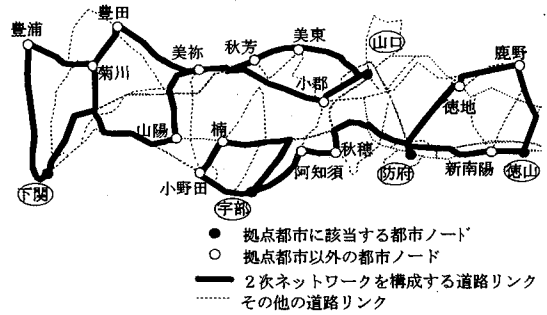 豊田
豊浦
美祢
秋芳
美東
山口
鹿野
菊川
小郡
徳地
山陽
楠
秋穂
阿知須
防府
新南陽
徳山
下関
小野田
宇部
拠点都市に該当する都市ノード
拠点都市以外の都市ノード
2次ネットワークを構成する道路リンク
その他の道路リンク